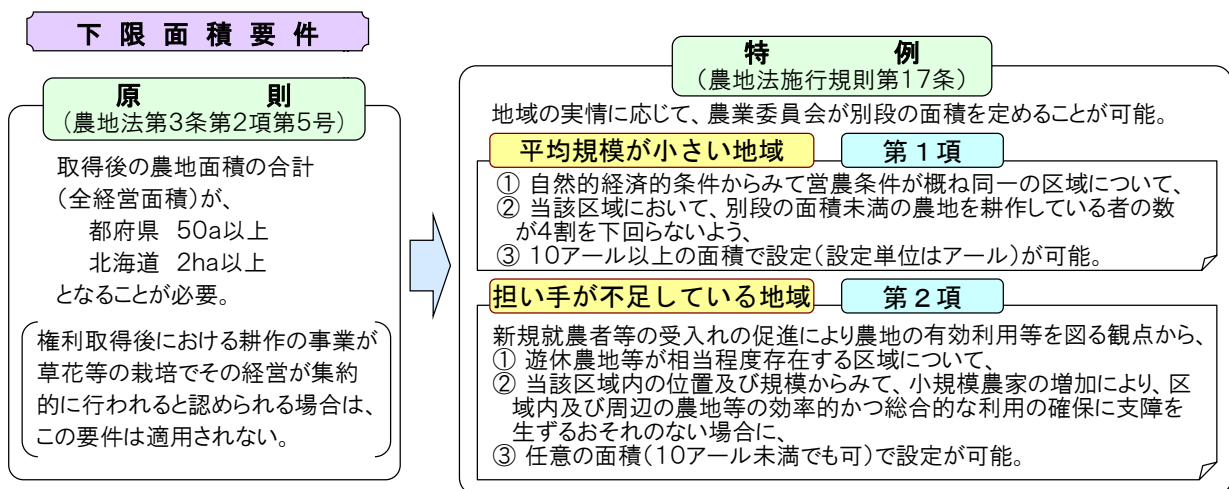 下限面積要件
原則
（農地法第3条第2項第5号）
取得後の農地面積の合計
（全経営面積）が、
都府県 50a以上
北海道 2ha以上
となることが必要。
権利取得後における耕作の事業が
草花等の栽培でその経営が集約
的に行われると認められる場合は、
この要件は適用されない。
特例
（農地法施行規則第17条）
地域の実情に応じて、農業委員会が別段の面積を定めることが可能。
平均規模が小さい地域 第1項
① 自然的経済的条件からみて営農条件が概ね同一の区域について、
② 当該区域において、別段の面積未満の農地を耕作している者の数
が4割を下回らないよう、
③ 10アール以上の面積で設定（設定単位はアール）が可能。
担い手が不足している地域 第2項
新規就農者等の受入れの促進により農地の有効利用等を図る観点から、
① 遊休農地等が相当程度存在する区域について、
② 当該区域内の位置及び規模からみて、小規模農家の増加により、区
域内及び周辺の農地等の効率的かつ総合的な利用の確保に支障を
生ずるおそれのない場合に、
③ 任意の面積（10アール未満でも可）で設定が可能。